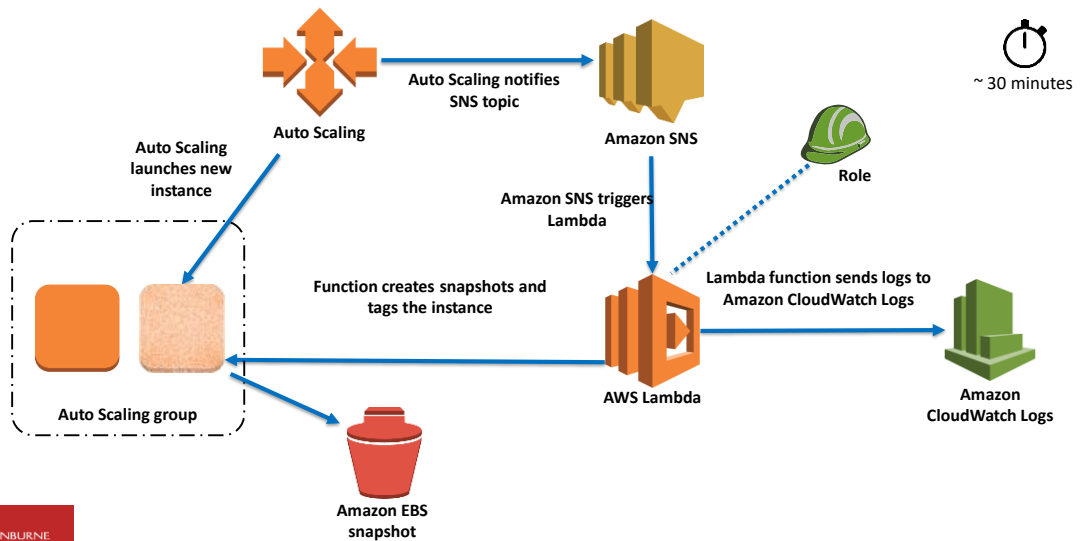 Auto Scaling notifies
SNS topic
~ 30 minutes
Auto Scaling
Amazon SNS
Auto Scaling
launches new
instance
Role
Amazon SNS triggers
Lambda
Function creates snapshots and
tags the instance
Lambda function sends logs to
Amazon CloudWatch Logs
Auto Scaling group
AWS Lambda
Amazon
CloudWatch Logs
Amazon EBS
snapshot
NBURNE